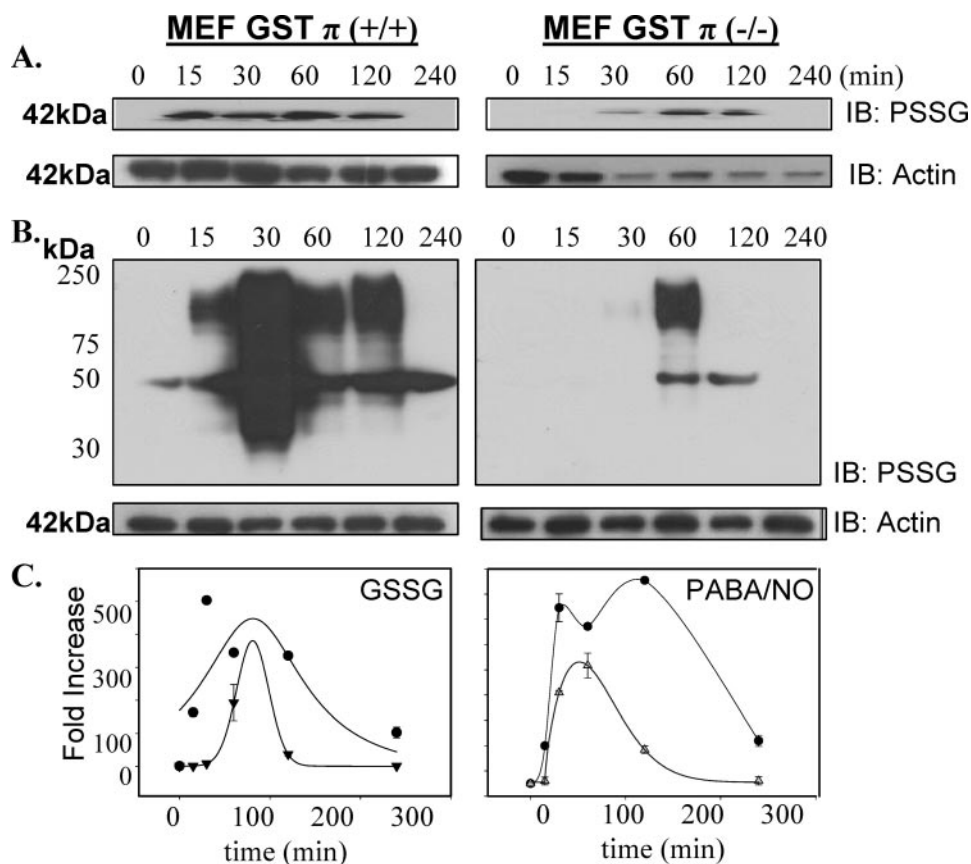 MEF GST π (+/+) MEF GST π (-/-)
A.
0 15 30 60 120 240 0 15 30 60 120 240 (min)
42kDa IB: PSSG
42kDa IB: Actin
B. 0 15 30 60 120 240 0 15 30 60 120 240
kDa
250
75
50
30
IB: PSSG
42kDa IB: Actin
C. GSSG PABA/NO
Fold Increase
500
300
100
0
0 100 200 300 0 100 200 300
time (min) time (min)